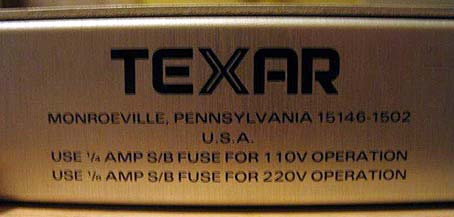 TEXAR
MONROEVILLE, PENNSYLVANIA 15146-1502
U.S.A.
USE 1/4 AMP S/B FUSE FOR 110V OPERATION
USE 1/8 AMP S/B FUSE FOR 220V OPERATION